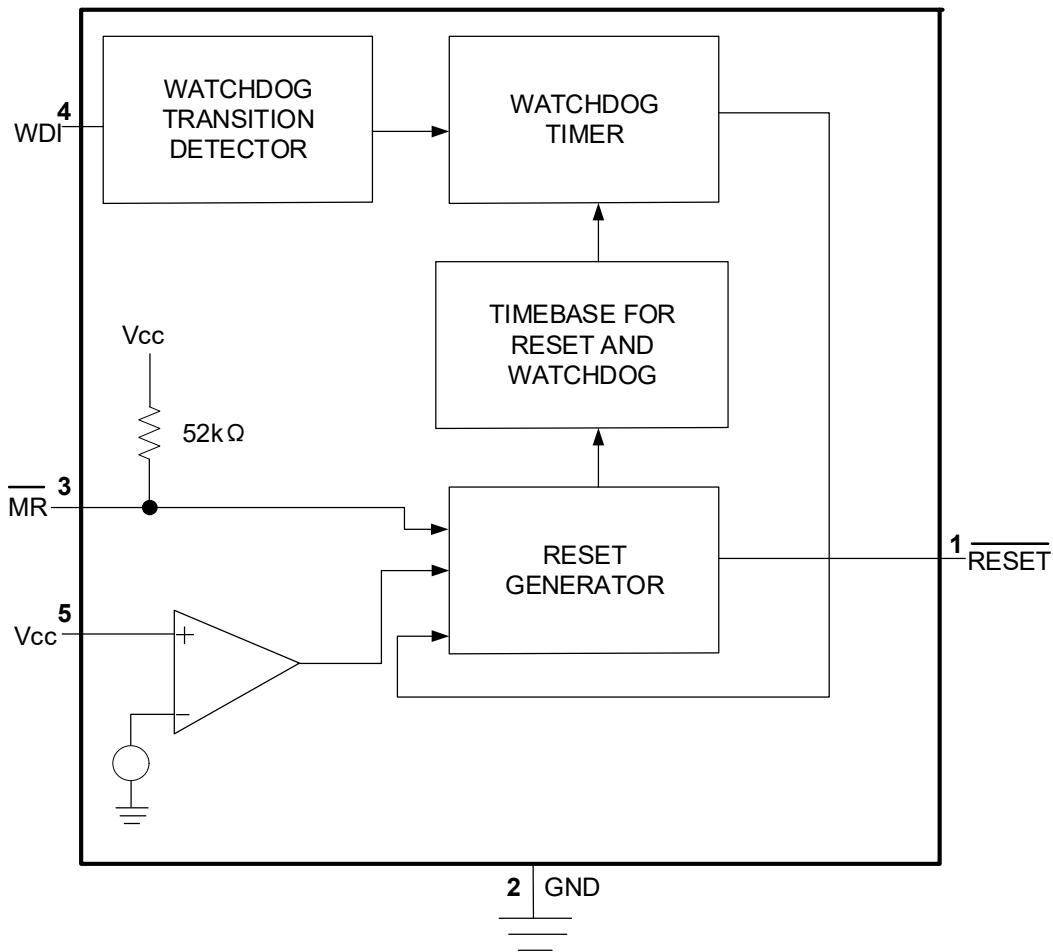 WATCHDOG
TRANSITION
DETECTOR
WATCHDOG
TIMER
4
WDI
TIMEBASE FOR
RESET AND
WATCHDOG
Vcc
52kΩ
3
MR
RESET
GENERATOR
1
RESET
5
Vcc
+
−
2 GND